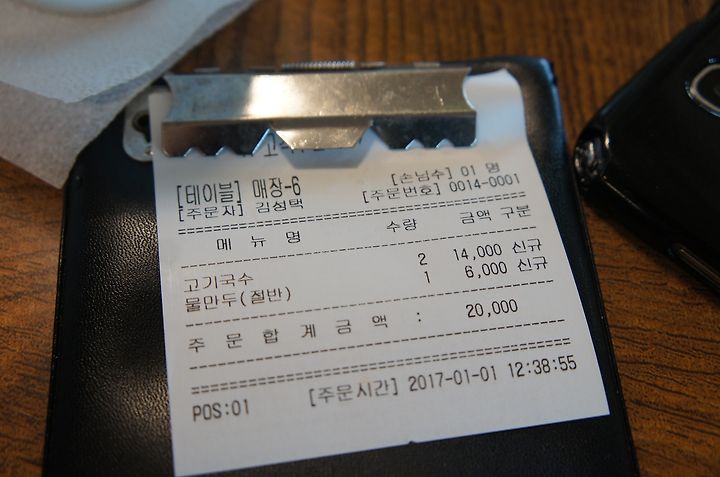 [테이블] 매장-6 [손님수] 01 명
[주문자] 김성택 [주문번호] 0014-0001
메 뉴 명 수량 금액 구분
고기국수 2 14,000 신규
물만두(절반) 1 6,000 신규
주 문 합 계 금 액 : 20,000
POS:01 [주문시간] 2017-01-01 12:38:55